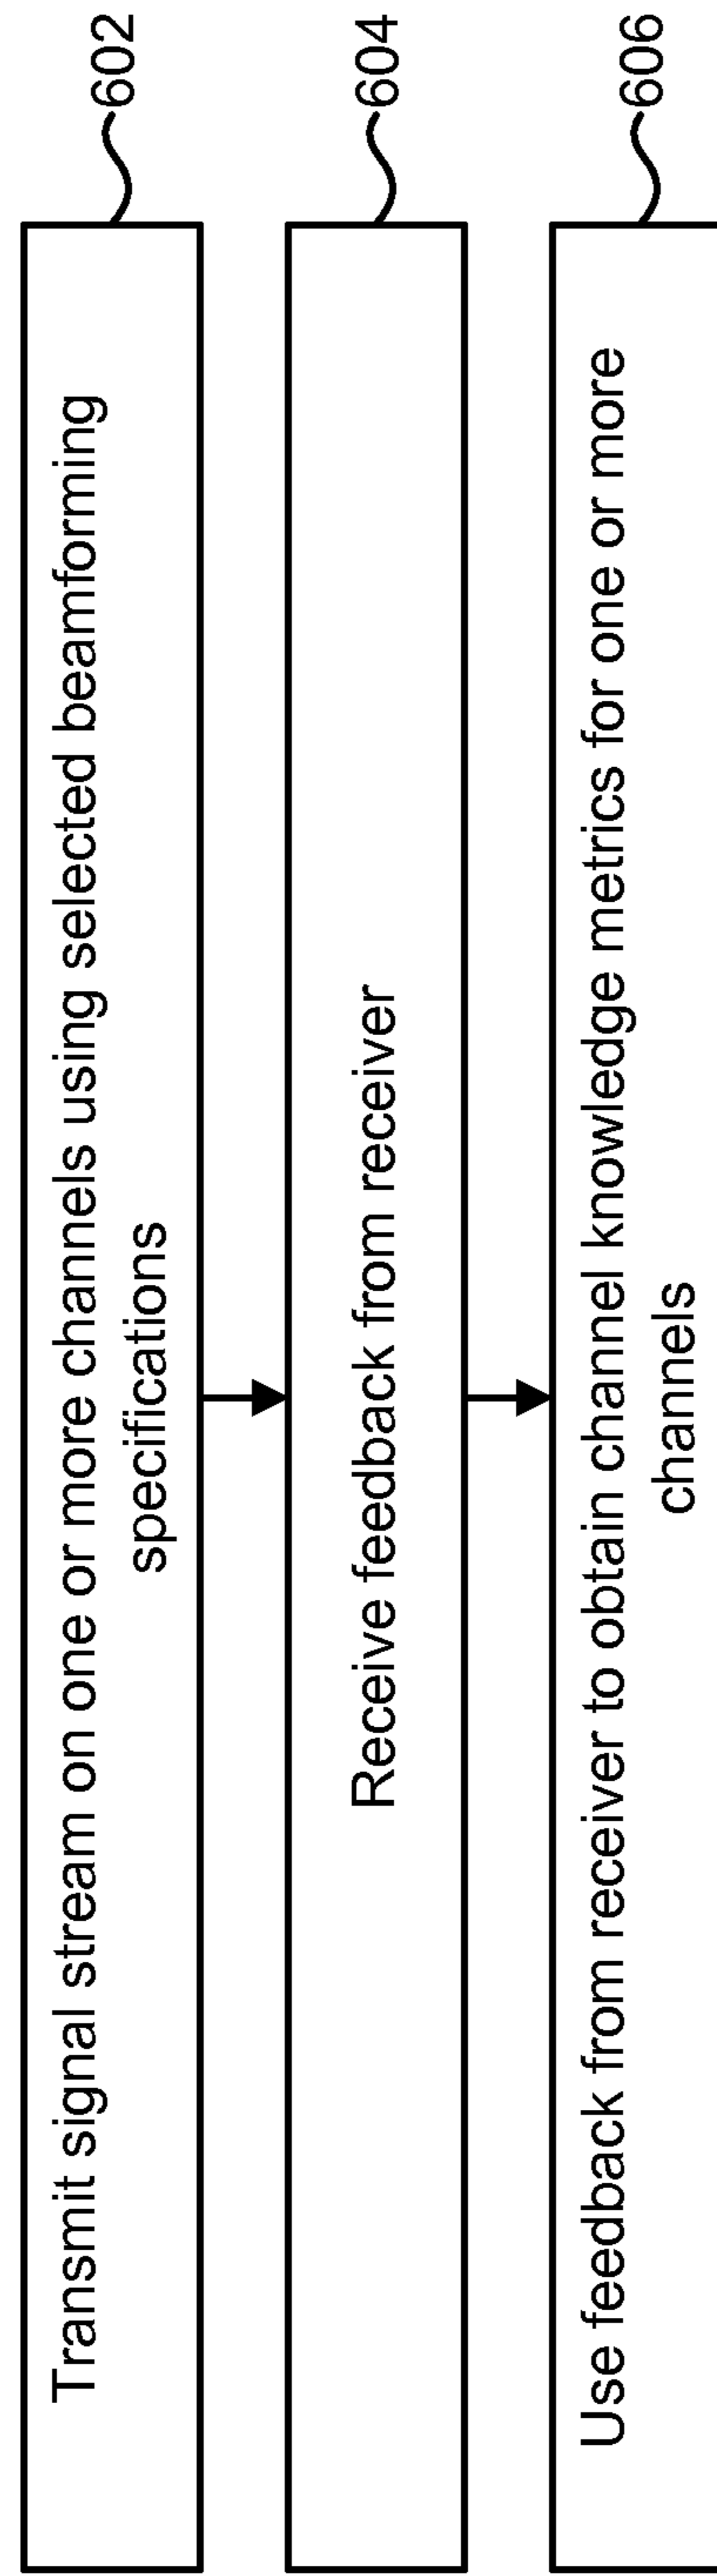 602
Transmit signal stream on one or more channels using selected beamforming
specifications
604
Receive feedback from receiver
606
Use feedback from receiver to obtain channel knowledge metrics for one or more
channels